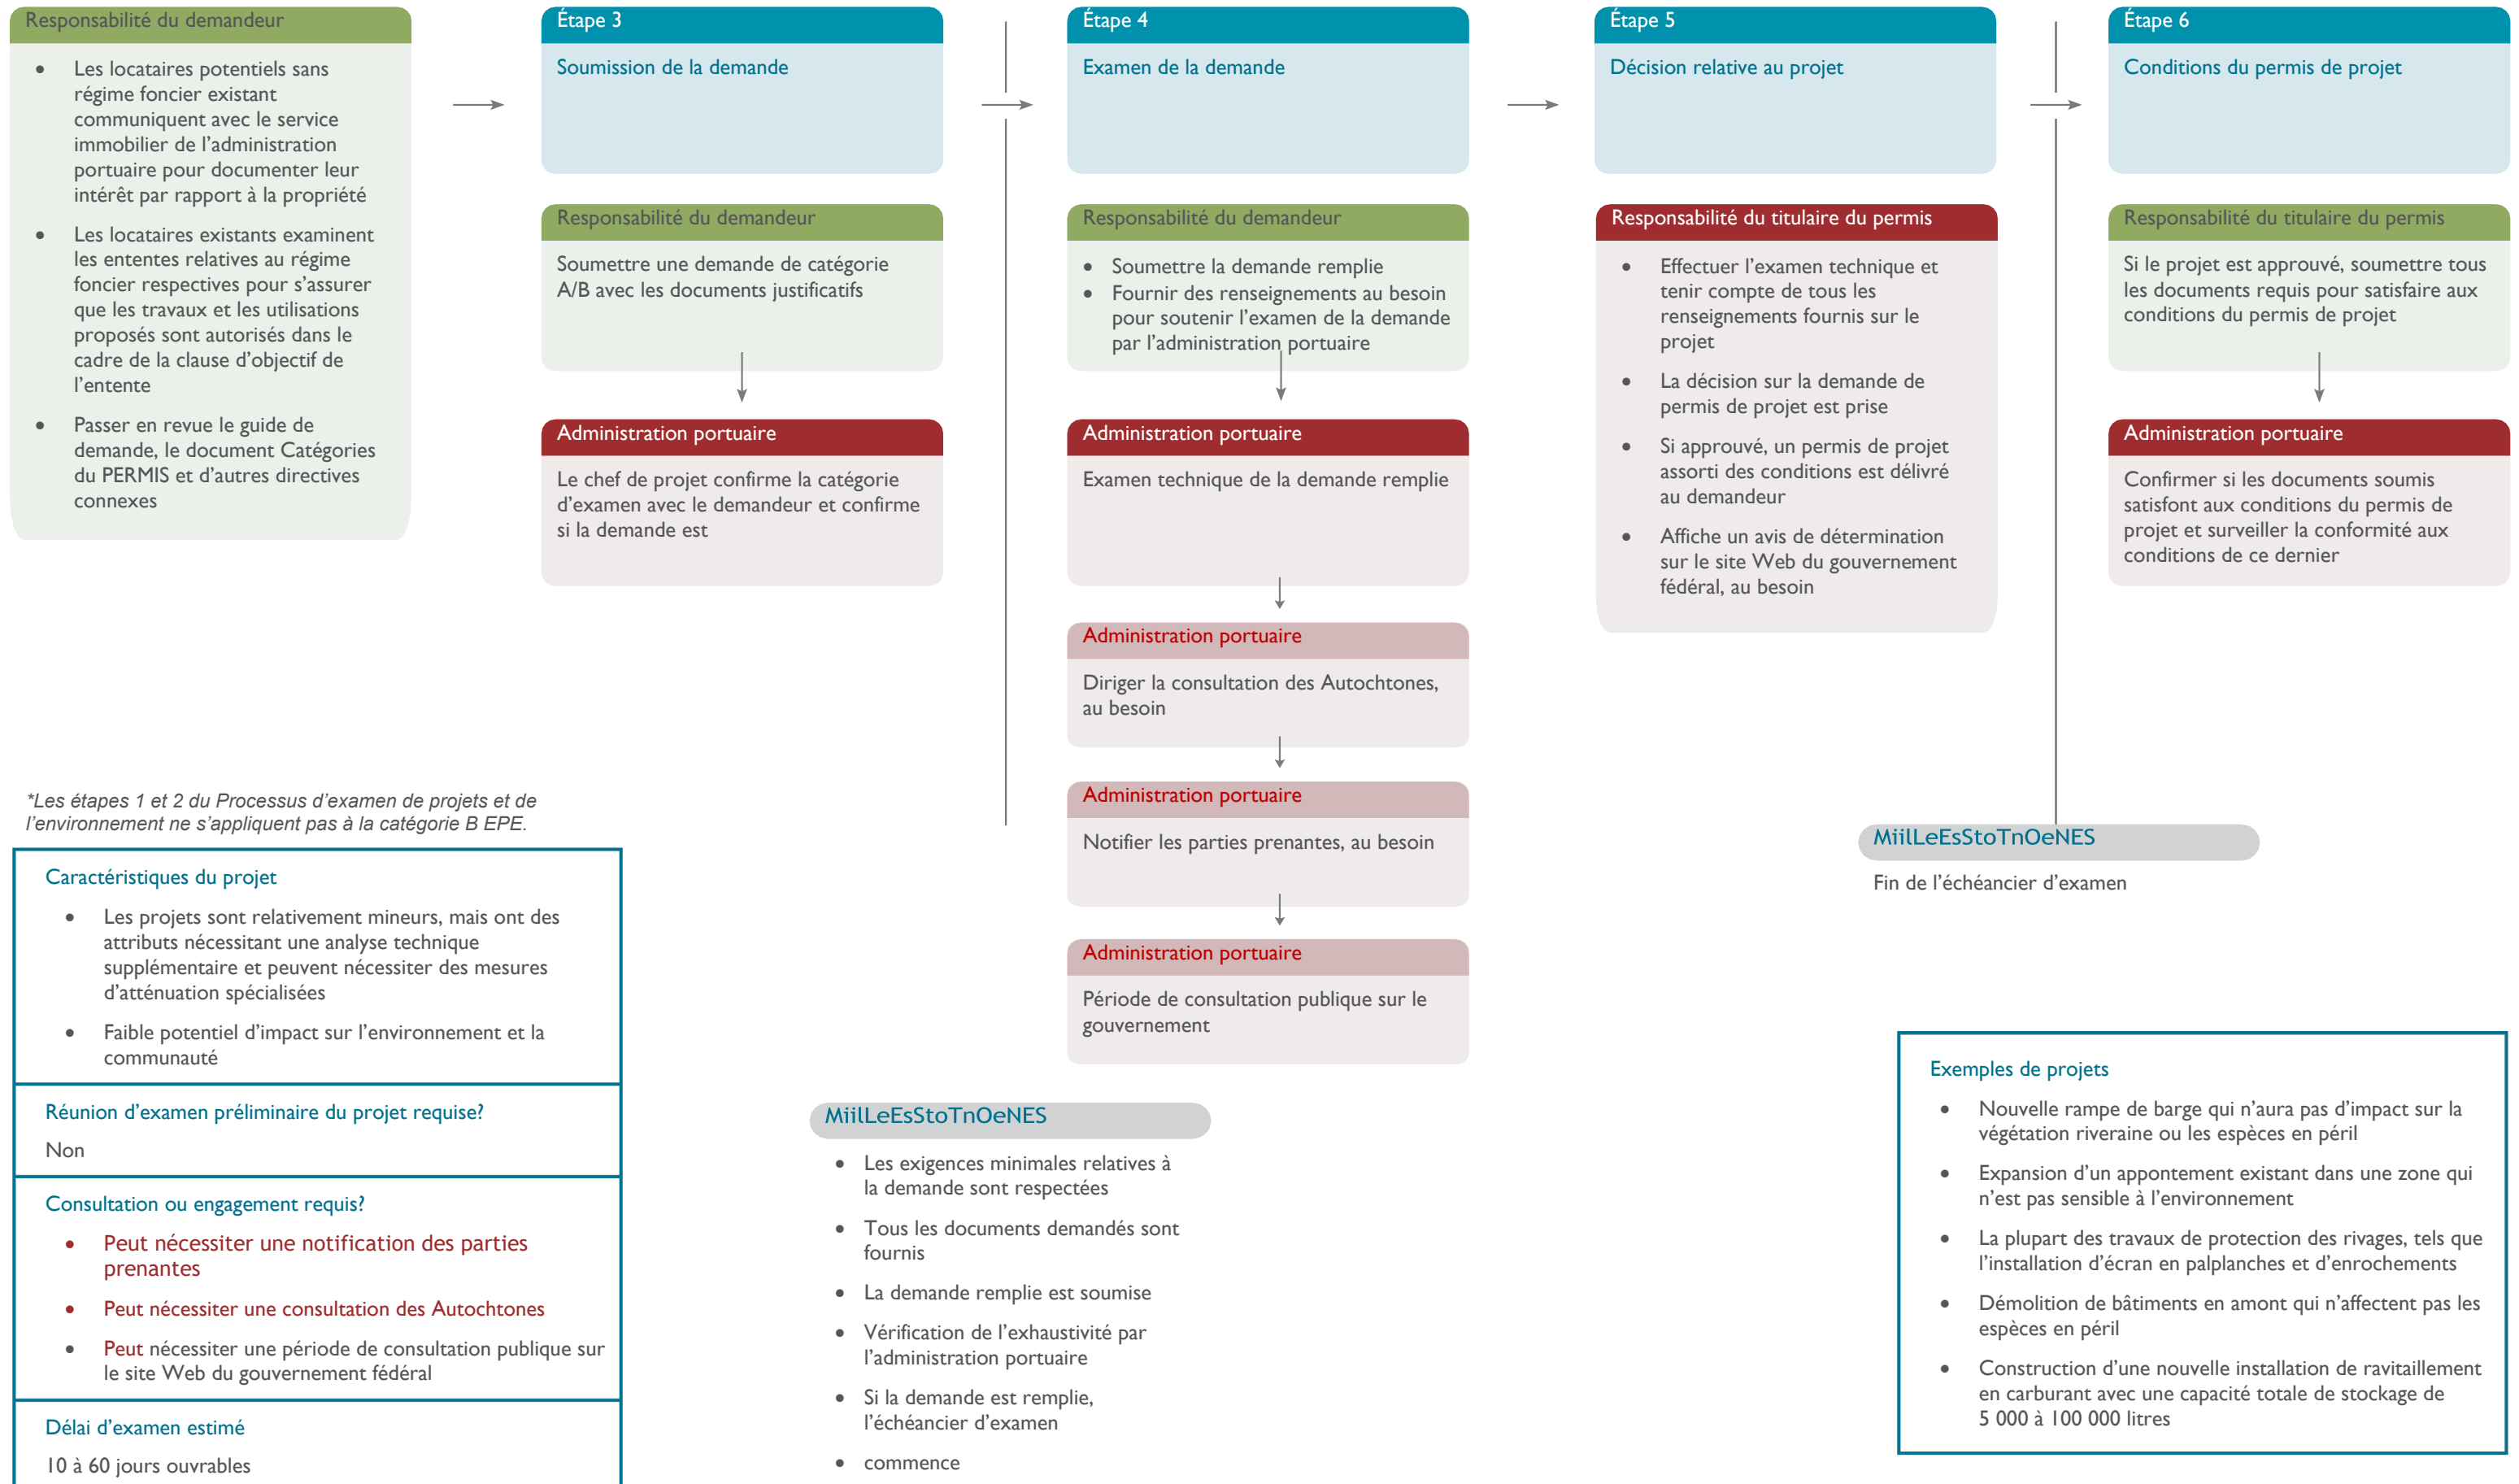 Responsabilité du demandeur
• Les locataires potentiels sans
régime foncier existant
communiquent avec le service
immobilier de l'administration
portuaire pour documenter leur
intérêt par rapport à la propriété
• Les locataires existants examinent
les ententes relatives au régime
foncier respectives pour s'assurer
que les travaux et les utilisations
proposés sont autorisés dans le
cadre de la clause d'objectif de
l'entente
• Passer en revue le guide de
demande, le document Catégories
du PERMIS et d'autres directives
connexes
Étape 3
Soumission de la demande
Responsabilité du demandeur
Soumettre une demande de catégorie
A/B avec les documents justificatifs
Administration portuaire
Le chef de projet confirme la catégorie
d'examen avec le demandeur et confirme
si la demande est
Étape 4
Examen de la demande
Responsabilité du demandeur
• Soumettre la demande remplie
• Fournir des renseignements au besoin
pour soutenir l'examen de la demande
par l'administration portuaire
Administration portuaire
Examen technique de la demande remplie
Administration portuaire
Diriger la consultation des Autochtones,
au besoin
Administration portuaire
Notifier les parties prenantes, au besoin
Administration portuaire
Période de consultation publique sur le
gouvernement
Étape 5
Décision relative au projet
Responsabilité du titulaire du permis
• Effectuer l'examen technique et
tenir compte de tous les
renseignements fournis sur le
projet
• La décision sur la demande de
permis de projet est prise
• Si approuvé, un permis de projet
assorti des conditions est délivré
au demandeur
• Affiche un avis de détermination
sur le site Web du gouvernement
fédéral, au besoin
Étape 6
Conditions du permis de projet
Responsabilité du titulaire du permis
Si le projet est approuvé, soumettre tous
les documents requis pour satisfaire aux
conditions du permis de projet
Administration portuaire
Confirmer si les documents soumis
satisfont aux conditions du permis de
projet et surveiller la conformité aux
conditions de ce dernier
*Les étapes 1 et 2 du Processus d'examen de projets et de
l'environnement ne s'appliquent pas à la catégorie B EPE.
Caractéristiques du projet
• Les projets sont relativement mineurs, mais ont des
attributs nécessitant une analyse technique
supplémentaire et peuvent nécessiter des mesures
d'atténuation spécialisées
• Faible potentiel d'impact sur l'environnement et la
communauté
Réunion d'examen préliminaire du projet requise?
Non
Consultation ou engagement requis?
• Peut nécessiter une notification des parties
prenantes
• Peut nécessiter une consultation des Autochtones
• Peut nécessiter une période de consultation publique sur
le site Web du gouvernement fédéral
Délai d'examen estimé
10 à 60 jours ouvrables
MiilLeEsStoTnOeNES
• Les exigences minimales relatives à
la demande sont respectées
• Tous les documents demandés sont
fournis
• La demande remplie est soumise
• Vérification de l'exhaustivité par
l'administration portuaire
• Si la demande est remplie,
l'échéancier d'examen
• commence
MiilLeEsStoTnOeNES
Fin de l'échéancier d'examen
Exemples de projets
• Nouvelle rampe de barge qui n'aura pas d'impact sur la
végétation riveraine ou les espèces en péril
• Expansion d'un appontement existant dans une zone qui
n'est pas sensible à l'environnement
• La plupart des travaux de protection des rivages, tels que
l'installation d'écran en palplanches et d'enrochements
• Démolition de bâtiments en amont qui n'affectent pas les
espèces en péril
• Construction d'une nouvelle installation de ravitaillement
en carburant avec une capacité totale de stockage de
5 000 à 100 000 litres